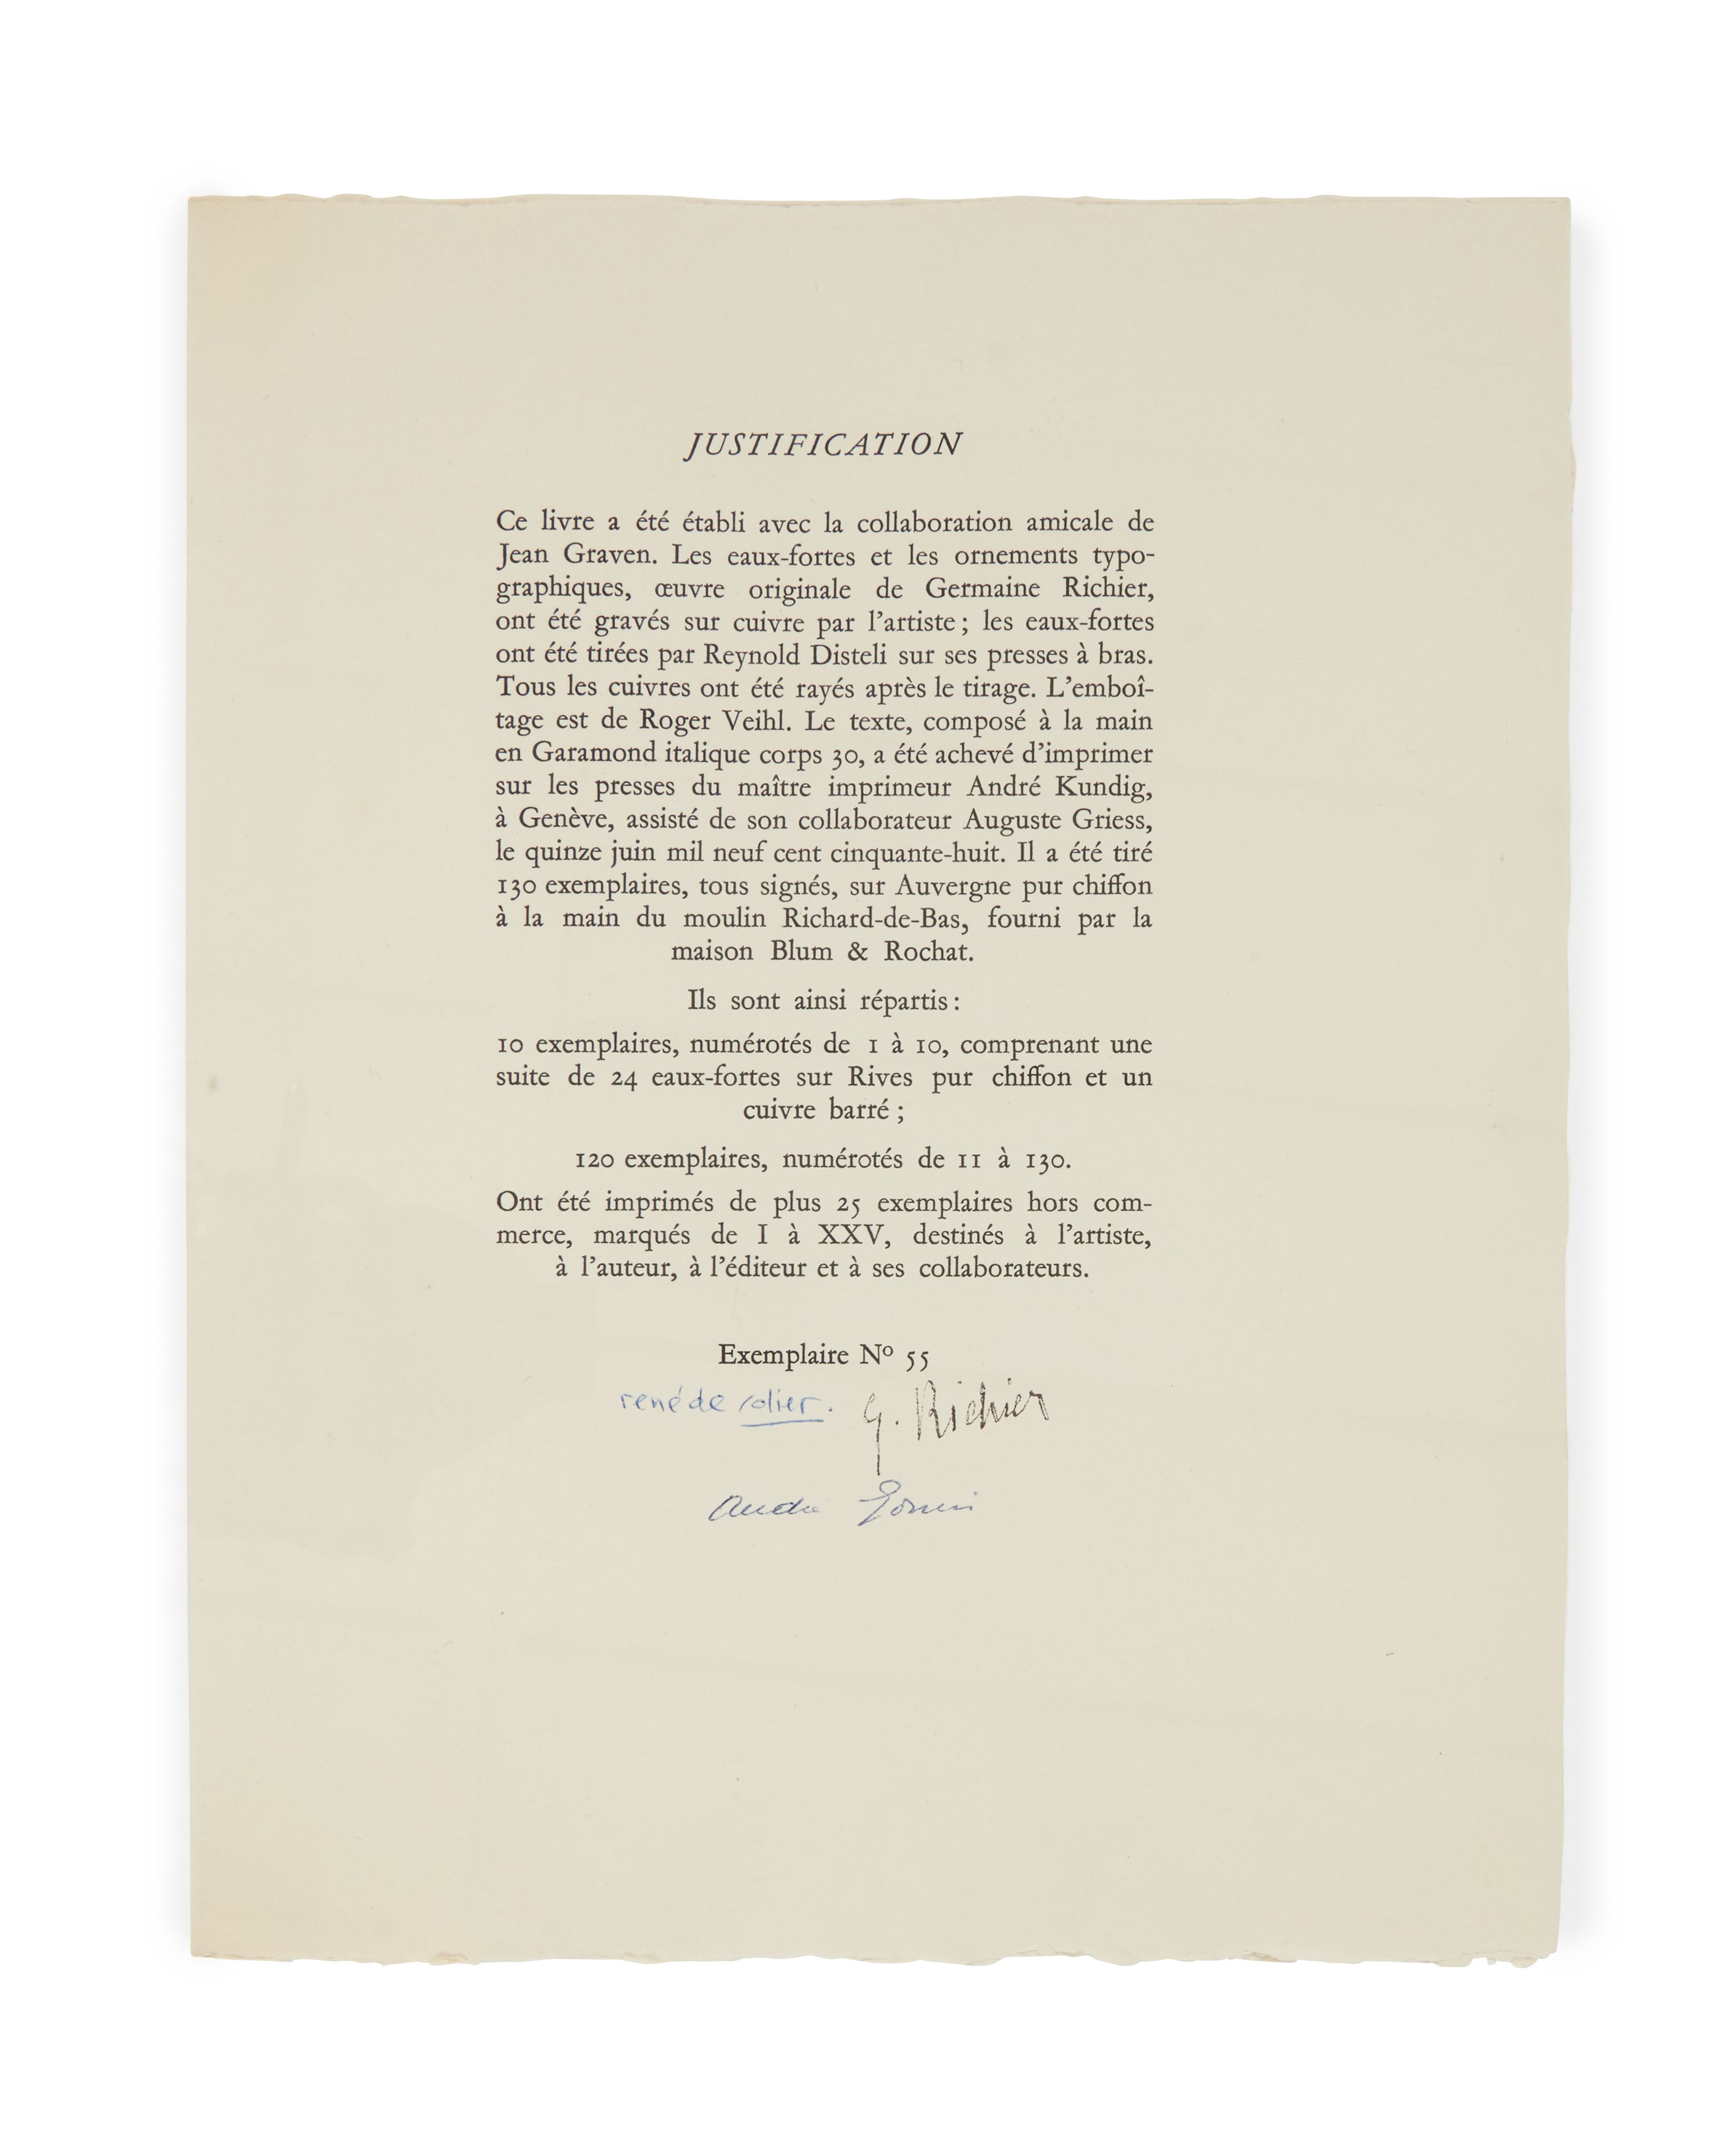 JUSTIFICATION
Ce livre a été établi avec la collaboration amicale de
Jean Graven. Les eaux-fortes et les ornements typo-
graphiques, œuvre originale de Germaine Richier,
ont été gravés sur cuivre par l'artiste ; les eaux-fortes
ont été tirées par Reynold Disteli sur ses presses à bras.
Tous les cuivres ont été rayés après le tirage. L'emboî-
tage est de Roger Veihl. Le texte, composé à la main
en Garamond italique corps 30, a été achevé d'imprimer
sur les presses du maître imprimeur André Kundig,
à Genève, assisté de son collaborateur Auguste Griess,
le quinze juin mil neuf cent cinquante-huit. Il a été tiré
130 exemplaires, tous signés, sur Auvergne pur chiffon
à la main du moulin Richard-de-Bas, fourni par la
maison Blum & Rochat.
Ils sont ainsi répartis :
10 exemplaires, numérotés de 1 à 10, comprenant une
suite de 24 eaux-fortes sur Rives pur chiffon et un
cuivre barré ;
120 exemplaires, numérotés de 11 à 130.
Ont été imprimés de plus 25 exemplaires hors com-
merce, marqués de I à XXV, destinés à l'artiste,
à l'auteur, à l'éditeur et à ses collaborateurs.
Exemplaire Nº 55
rené de solier. G. Richier